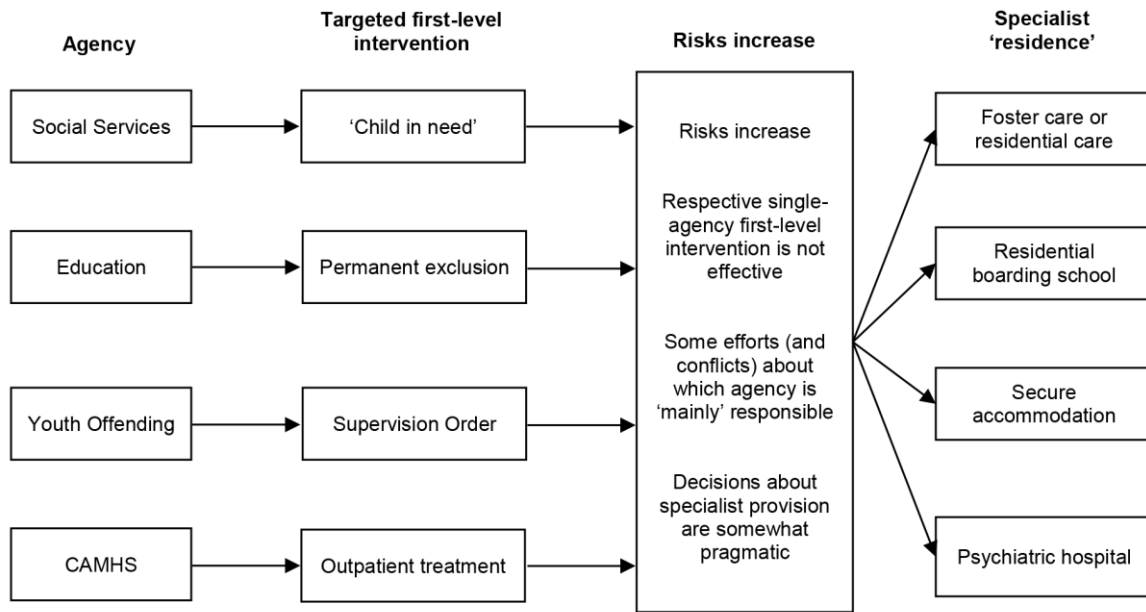 Agency
Targeted first-level
intervention
Risks increase
Specialist
‘residence’
Social Services
‘Child in need’
Education
Permanent exclusion
Youth Offending
Supervision Order
CAMHS
Outpatient treatment
Risks increase
Respective single-
agency first-level
intervention is not
effective
Some efforts (and
conflicts) about
which agency is
‘mainly’ responsible
Decisions about
specialist provision
are somewhat
pragmatic
Foster care or
residential care
Residential
boarding school
Secure
accommodation
Psychiatric hospital